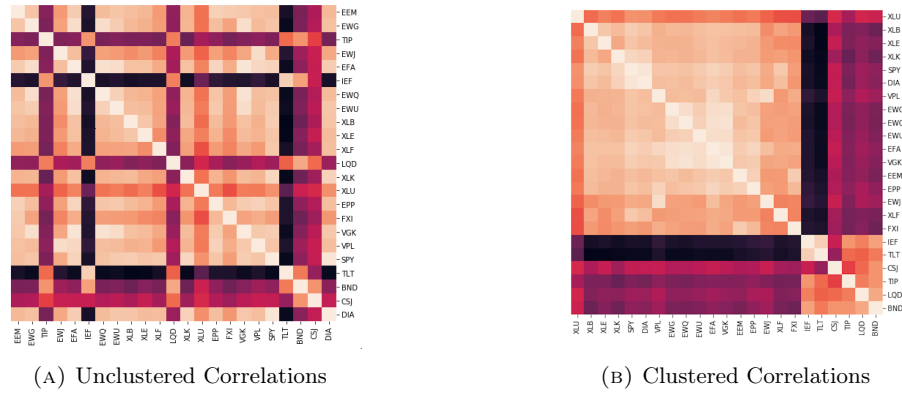 EEM
EWG
TIP
EWJ
EFA
IEF
EWQ
EWU
XLB
XLE
XLF
LQD
XLK
XLU
EPP
FXI
VGK
VPL
SPY
TLT
BND
CSJ
DIA
EEM EWG TIP EWJ EFA IEF EWQ EWU XLB XLE XLF LQD XLK XLU EPP FXI VGK VPL SPY TLT BND CSJ DIA
(A) Unclustered Correlations
XLU
XLB
XLE
XLK
SPY
DIA
VPL
EWG
EWQ
EWU
EFA
VGK
EEM
EPP
EWJ
XLF
FXI
IEF
TLT
CSJ
TIP
LQD
BND
XLU XLB XLE XLK SPY DIA VPL EWG EWQ EWU EFA VGK EEM EPP EWJ XLF FXI IEF TLT CSJ TIP LQD BND
(B) Clustered Correlations